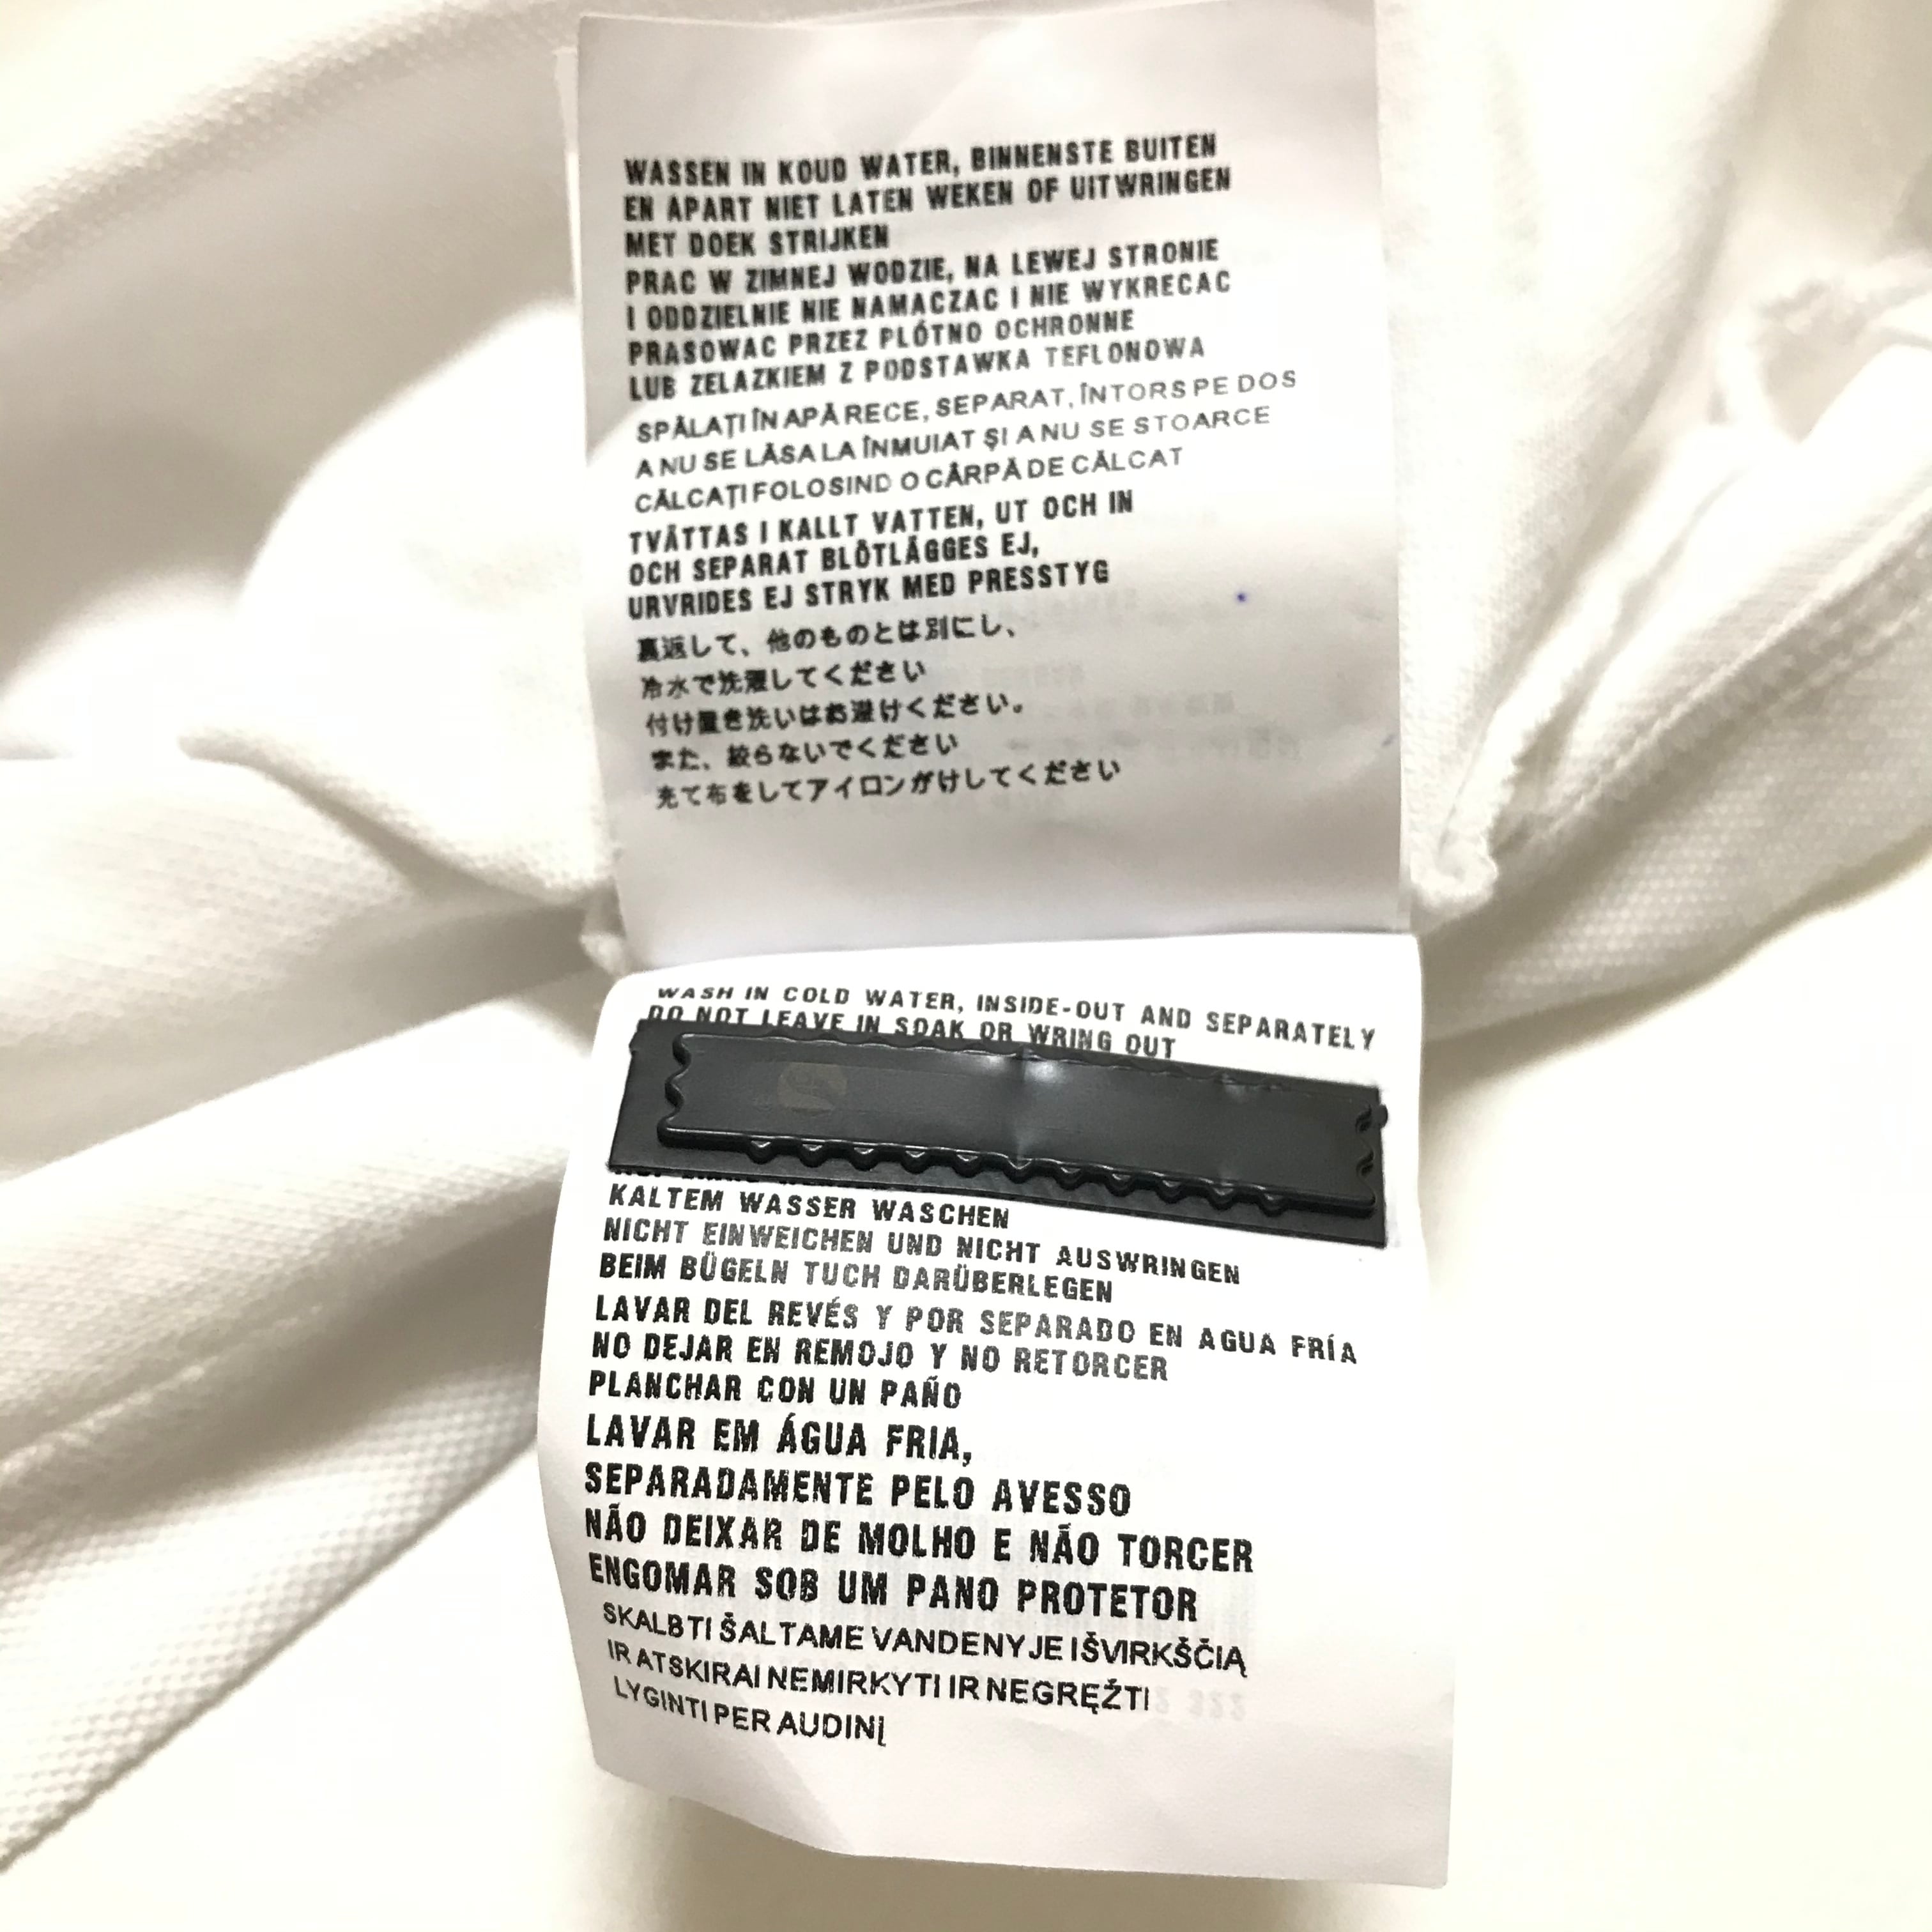 WASSEN IN KOUD WATER, BINNENSTE BUITEN
EN APART NIET LATEN WEKEN OF UITWRINGEN
MET DOEK STRIJKEN
PRAC W ZIMNEJ WODZIE, NA LEWEJ STRONIE
I ODDZIELNIE NIE NAMACZAC I NIE WYKRECAC
PRASOWAC PRZEZ PLÓTNO OCHRONNE
LUB ZELAZKIEM Z PODSTAWKA TEFLONOWA
SPĂLAȚI ÎN APĂ RECE, SEPARAT, ÎNTORS PE DOS
A NU SE LĂSA LA ÎNMUIAT ȘI A NU SE STOARCE
CĂLCAȚI FOLOSIND O CÂRPĂ DE CĂLCAT
TVÄTTAS I KALLT VATTEN, UT OCH IN
OCH SEPARAT BLÖTLÄGGES EJ,
URVRIDES EJ STRYK MED PRESSTYG
裏返して、他のものとは別にし、
冷水で洗濯してください
付け置き洗いはお避けください。
また、絞らないでください
充て布をしてアイロンがけしてください
WASH IN COLD WATER, INSIDE-OUT AND SEPARATELY
DO NOT LEAVE IN SOAK OR WRING OUT
KALTEM WASSER WASCHEN
NICHT EINWEICHEN UND NICHT AUSWRINGEN
BEIM BÜGELN TUCH DARÜBERLEGEN
LAVAR DEL REVÉS Y POR SEPARADO EN AGUA FRÍA
NO DEJAR EN REMOJO Y NO RETORCER
PLANCHAR CON UN PAÑO
LAVAR EM ÁGUA FRIA,
SEPARADAMENTE PELO AVESSO
NÃO DEIXAR DE MOLHO E NÃO TORCER
ENGOMAR SOB UM PANO PROTETOR
SKALBTI ŠALTAME VANDENYJE IŠVIRKŠČIĄ
IR ATSKIRAI NEMIRKYTI IR NEGRĘŽTI
LYGINTI PER AUDINĮ